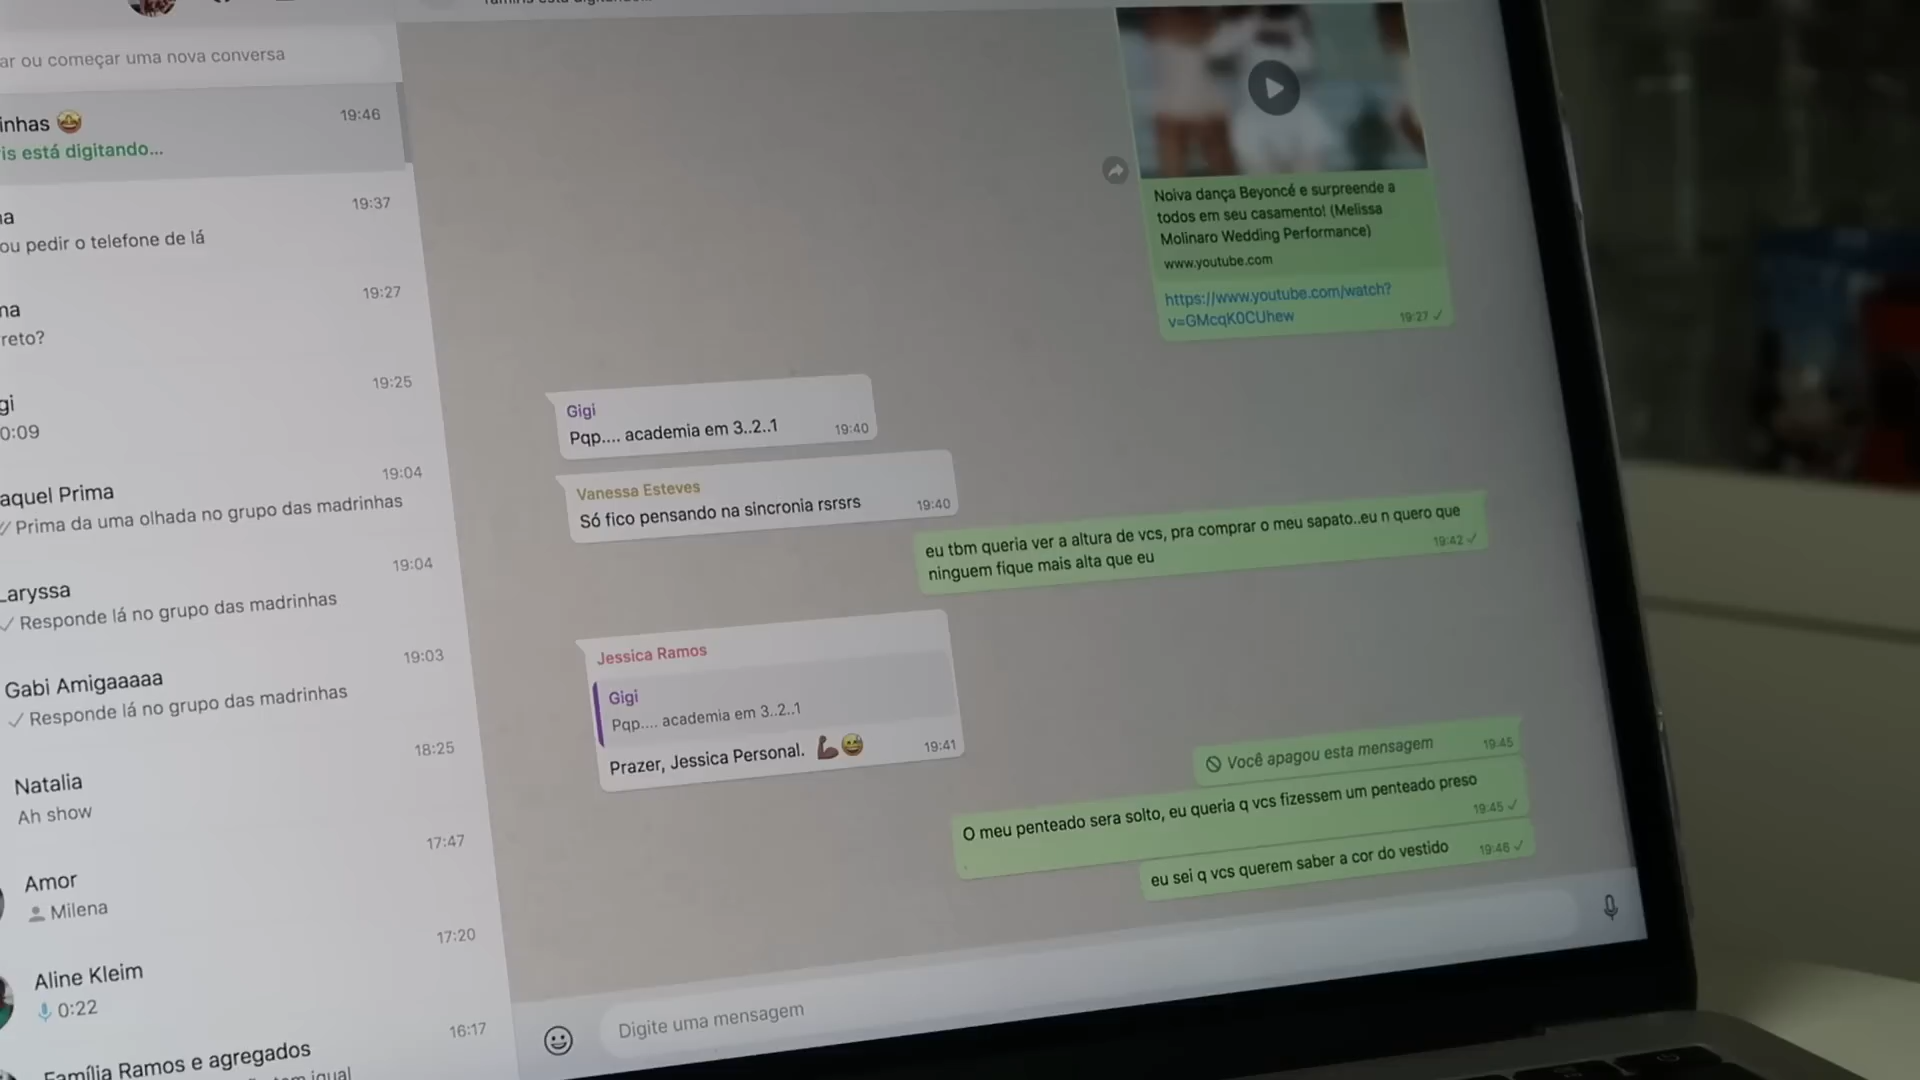 ar ou começar uma nova conversa
inhas 🤩
19:46
is está digitando...
na
19:37
ou pedir o telefone de lá
na
19:27
reto?
gi
19:25
0:09
aquel Prima
19:04
Prima da uma olhada no grupo das madrinhas
Laryssa
19:04
Responde lá no grupo das madrinhas
Gabi Amigaaaaa
19:03
Responde lá no grupo das madrinhas
Natalia
18:25
Ah show
Amor
17:47
Milena
Aline Kleim
17:20
0:22
Família Ramos e agregados
16:17
igual
Noiva dança Beyoncé e surpreende a
todos em seu casamento! (Melissa
Molinaro Wedding Performance)
www.youtube.com
https://www.youtube.com/watch?
v=GMcqK0CUhew
19:27
Gigi
Pqp.... academia em 3..2..1
19:40
Vanessa Esteves
Só fico pensando na sincronia rsrsrs
19:40
eu tbm queria ver a altura de vcs, pra comprar o meu sapato..eu n quero que
ninguem fique mais alta que eu
19:42
Jessica Ramos
Gigi
Pqp.... academia em 3..2..1
Prazer, Jessica Personal. 💪🏾😅
19:41
Você apagou esta mensagem
19:45
O meu penteado sera solto, eu queria q vcs fizessem um penteado preso
.
19:45
eu sei q vcs querem saber a cor do vestido
19:46
Digite uma mensagem